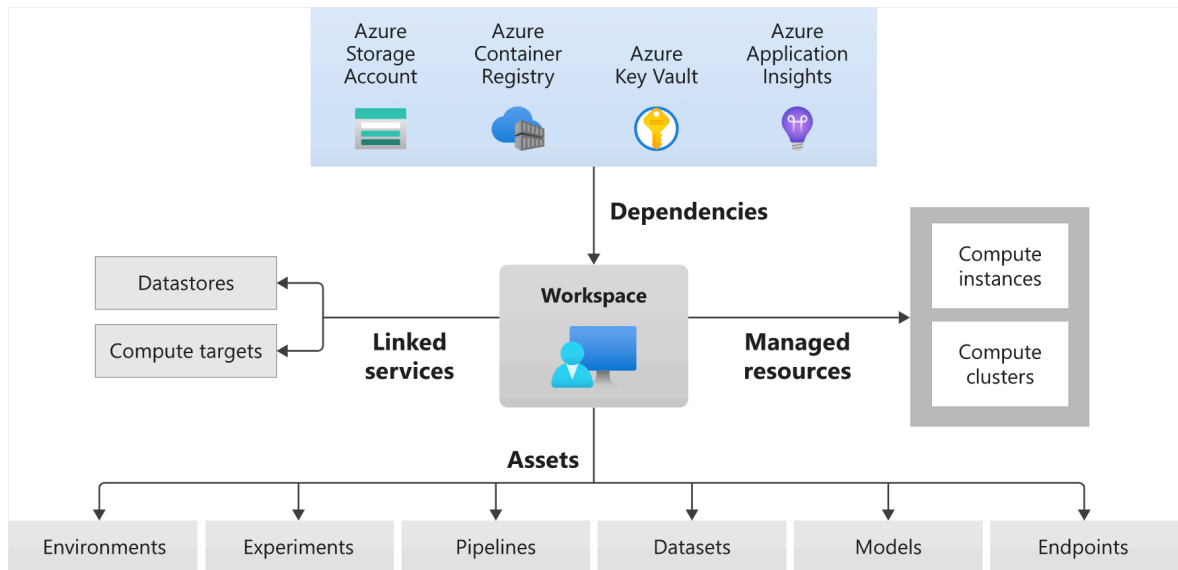 Azure
Storage
Account
Azure
Container
Registry
Azure
Key Vault
Azure
Application
Insights
Dependencies
Datastores
Compute targets
Linked
services
Workspace
Managed
resources
Compute
instances
Compute
clusters
Assets
Environments
Experiments
Pipelines
Datasets
Models
Endpoints